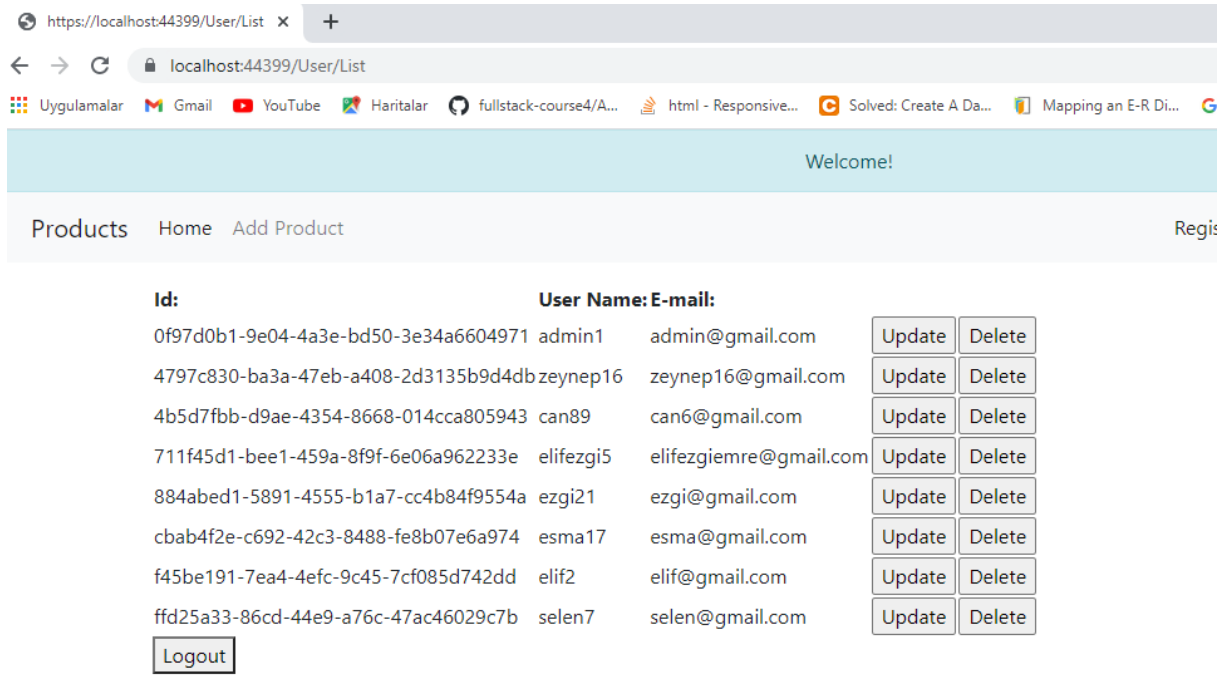 https://localhost:44399/User/List
localhost:44399/User/List
Uygulamalar Gmail YouTube Haritalar fullstack-course4/A... html - Responsive... Solved: Create A Da... Mapping an E-R Di...
Welcome!
Products Home Add Product Regis
Id: User Name: E-mail:
0f97d0b1-9e04-4a3e-bd50-3e34a6604971 admin1 admin@gmail.com Update Delete
4797c830-ba3a-47eb-a408-2d3135b9d4db zeynep16 zeynep16@gmail.com Update Delete
4b5d7fbb-d9ae-4354-8668-014cca805943 can89 can6@gmail.com Update Delete
711f45d1-bee1-459a-8f9f-6e06a962233e elifezgi5 elifezgiemre@gmail.com Update Delete
884abed1-5891-4555-b1a7-cc4b84f9554a ezgi21 ezgi@gmail.com Update Delete
cbab4f2e-c692-42c3-8488-fe8b07e6a974 esma17 esma@gmail.com Update Delete
f45be191-7ea4-4efc-9c45-7cf085d742dd elif2 elif@gmail.com Update Delete
ffd25a33-86cd-44e9-a76c-47ac46029c7b selen7 selen@gmail.com Update Delete
Logout